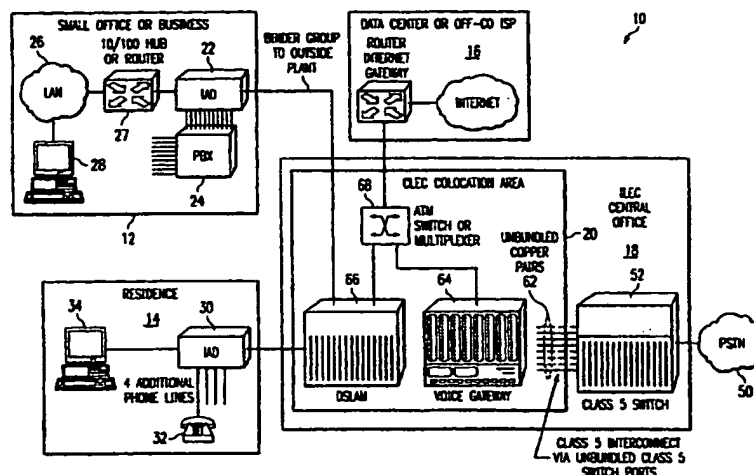 SMALL OFFICE OR BUSINESS
26
10/100 HUB
OR ROUTER
22
LAN
IAD
27
28
PBX
24
12
BINDER GROUP
TO OUTSIDE
PLANT
DATA CENTER OR OFF-CO ISP
ROUTER
INTERNET
GATEWAY
16
INTERNET
10
CLEC COLOCATION AREA
68
ATM
SWITCH OR
MULTIPLEXER
20
UNBUNDLED
COPPER
PAIRS
62
ILEC
CENTRAL
OFFICE
18
52
66
64
PSTN
50
DSLAM
VOICE GATEWAY
CLASS 5 SWITCH
CLASS 5 INTERCONNECT
VIA UNBUNDLED CLASS 5
SWITCH PORTS
RESIDENCE
34
14
30
IAD
4 ADDITIONAL
PHONE LINES
32